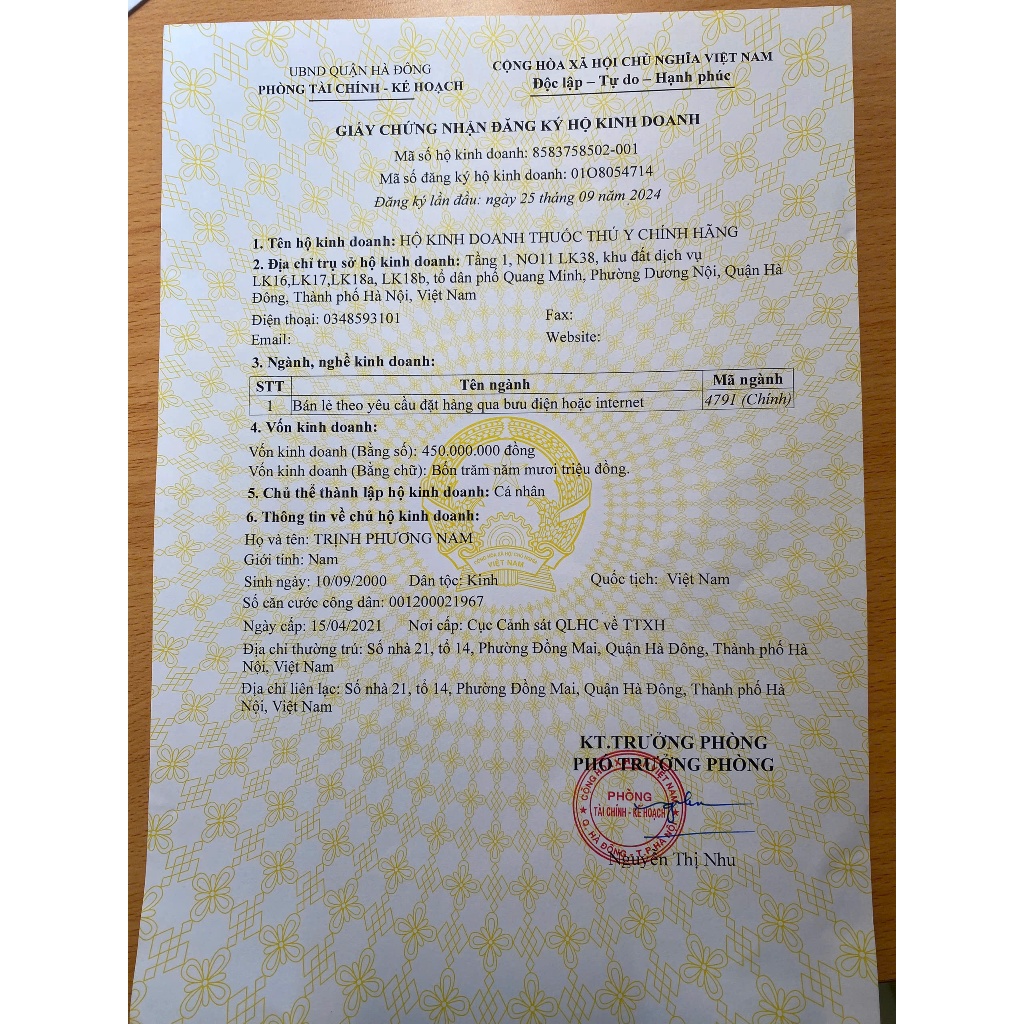 UBND QUẬN HÀ ĐÔNG
PHÒNG TÀI CHÍNH - KẾ HOẠCH
CỘNG HÒA XÃ HỘI CHỦ NGHĨA VIỆT NAM
Độc lập – Tự do – Hạnh phúc
GIẤY CHỨNG NHẬN ĐĂNG KÝ HỘ KINH DOANH
Mã số hộ kinh doanh: 8583758502-001
Mã số đăng ký hộ kinh doanh: 01O8054714
Đăng ký lần đầu: ngày 25 tháng 09 năm 2024
1. Tên hộ kinh doanh: HỘ KINH DOANH THUỐC THÚ Y CHÍNH HÃNG
2. Địa chỉ trụ sở hộ kinh doanh: Tầng 1, NO11 LK38, khu đất dịch vụ
LK16,LK17,LK18a, LK18b, tổ dân phố Quang Minh, Phường Dương Nội, Quận Hà
Đông, Thành phố Hà Nội, Việt Nam
Điện thoại: 0348593101 Fax:
Email: Website:
3. Ngành, nghề kinh doanh:
STT Tên ngành Mã ngành
1 Bán lẻ theo yêu cầu đặt hàng qua bưu điện hoặc internet 4791 (Chính)
4. Vốn kinh doanh:
Vốn kinh doanh (Bằng số): 450.000.000 đồng
Vốn kinh doanh (Bằng chữ): Bốn trăm năm mươi triệu đồng.
5. Chủ thể thành lập hộ kinh doanh: Cá nhân
6. Thông tin về chủ hộ kinh doanh:
Họ và tên: TRỊNH PHƯƠNG NAM
Giới tính: Nam
Sinh ngày: 10/09/2000 Dân tộc: Kinh Quốc tịch: Việt Nam
Số căn cước công dân: 001200021967
Ngày cấp: 15/04/2021 Nơi cấp: Cục Cảnh sát QLHC về TTXH
Địa chỉ thường trú: Số nhà 21, tổ 14, Phường Đồng Mai, Quận Hà Đông, Thành phố Hà
Nội, Việt Nam
Địa chỉ liên lạc: Số nhà 21, tổ 14, Phường Đồng Mai, Quận Hà Đông, Thành phố Hà
Nội, Việt Nam
KT.TRƯỞNG PHÒNG
PHÓ TRƯỞNG PHÒNG
PHÒNG
TÀI CHÍNH - KẾ HOẠCH
Q. HÀ ĐÔNG - T.P HÀ NỘI
Nguyễn Thị Nhu
VIỆT NAM